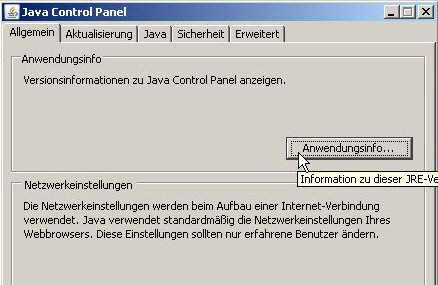 Java Control Panel
Allgemein Aktualisierung Java Sicherheit Erweitert
Anwendungsinfo
Versionsinformationen zu Java Control Panel anzeigen.
Anwendungsinfo...
Information zu dieser JRE-Ve
Netzwerkeinstellungen
Die Netzwerkeinstellungen werden beim Aufbau einer Internet-Verbindung
verwendet. Java verwendet standardmäßig die Netzwerkeinstellungen Ihres
Webbrowsers. Diese Einstellungen sollten nur erfahrene Benutzer ändern.